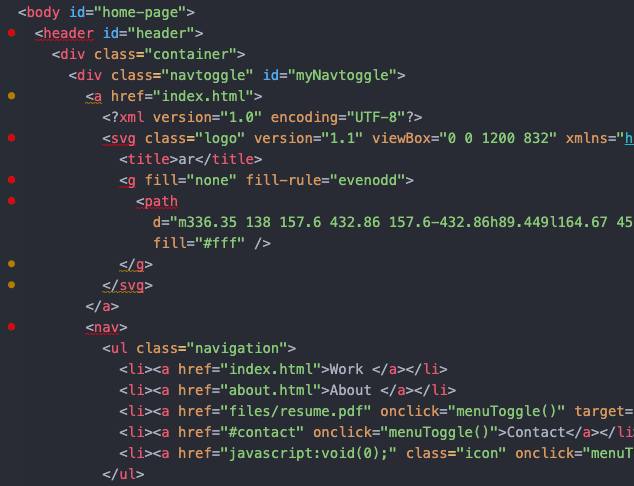 <body id="home-page">
<header id="header">
<div class="container">
<div class="navtoggle" id="myNavtoggle">
<a href="index.html">
<?xml version="1.0" encoding="UTF-8"?>
<svg class="logo" version="1.1" viewBox="0 0 1200 832" xmlns="h
<title>ar</title>
<g fill="none" fill-rule="evenodd">
<path
d="m336.35 138 157.6 432.86 157.6-432.86h89.449l164.67 45
fill="#fff" />
</g>
</svg>
</a>
<nav>
<ul class="navigation">
<li><a href="index.html">Work </a></li>
<li><a href="about.html">About </a></li>
<li><a href="files/resume.pdf" onclick="menuToggle()" target=
<li><a href="#contact" onclick="menuToggle()">Contact</a></li
<li><a href="javascript:void(0);" class="icon" onclick="menuT
</ul>